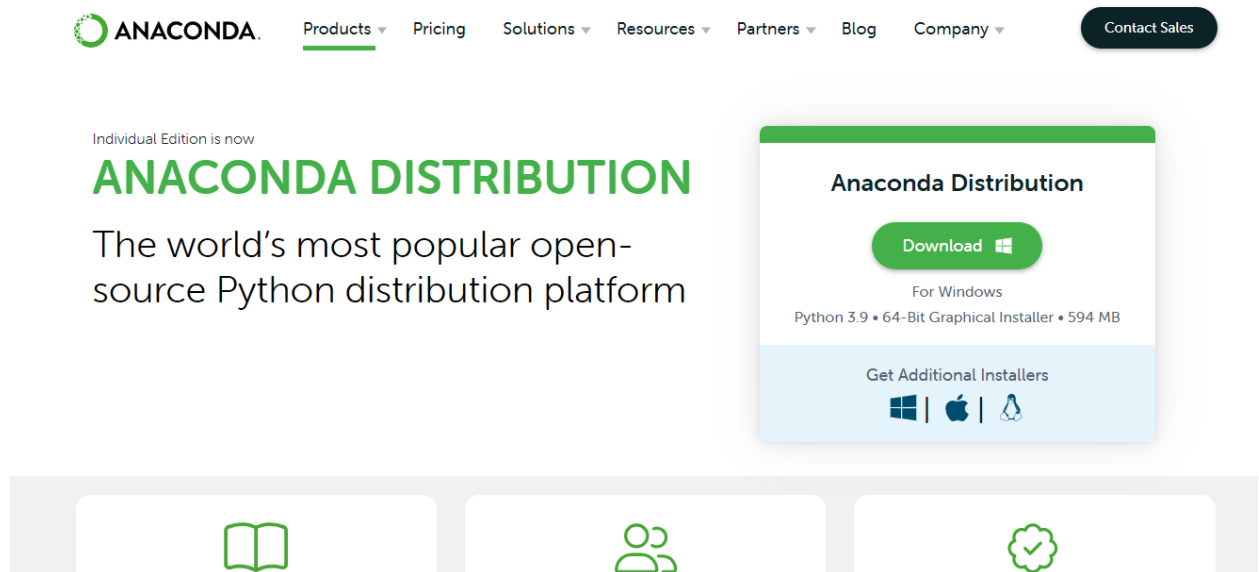 ANACONDA.
Products Pricing Solutions Resources Partners Blog Company Contact Sales
Individual Edition is now
ANACONDA DISTRIBUTION
The world's most popular open-
source Python distribution platform
Anaconda Distribution
Download
For Windows
Python 3.9 • 64-Bit Graphical Installer • 594 MB
Get Additional Installers
| |